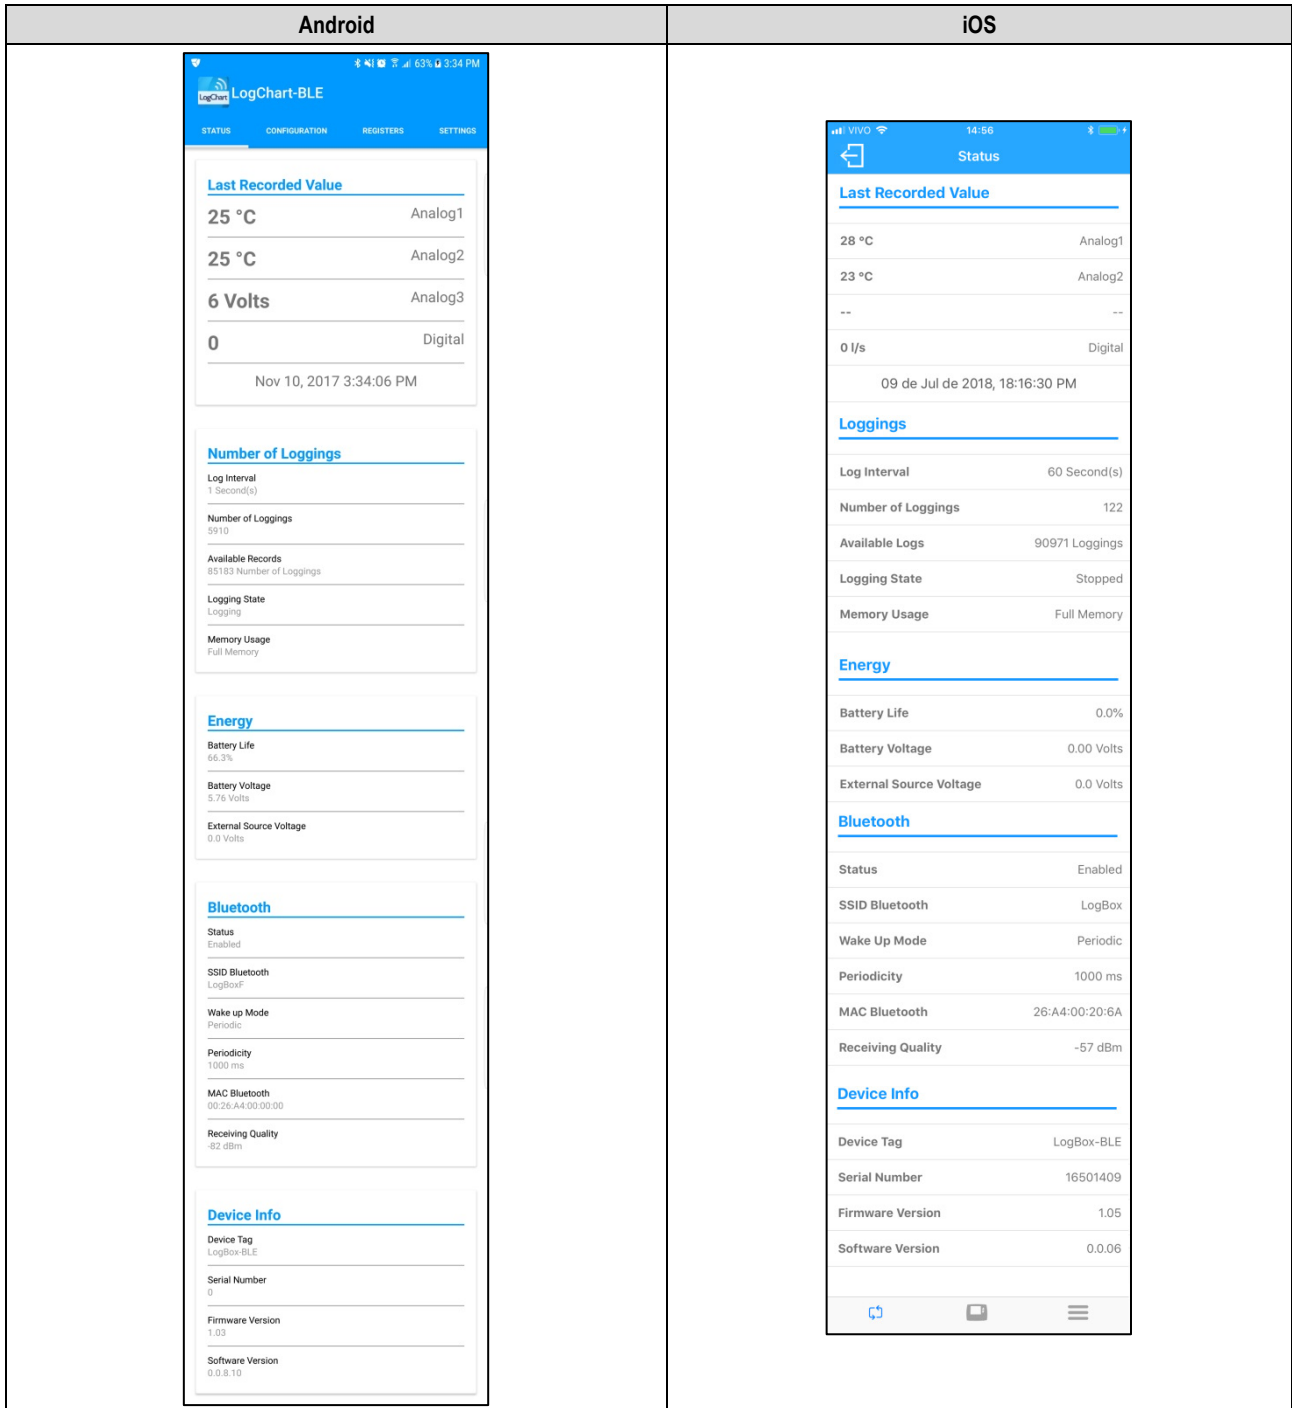 Android
iOS
63% 3:34 PM
LogChart LogChart-BLE
STATUS CONFIGURATION REGISTERS SETTINGS
Last Recorded Value
25 °C Analog1
25 °C Analog2
6 Volts Analog3
0 Digital
Nov 10, 2017 3:34:06 PM
Number of Loggings
Log Interval
1 Second(s)
Number of Loggings
5910
Available Records
85183 Number of Loggings
Logging State
Logging
Memory Usage
Full Memory
Energy
Battery Life
66.3%
Battery Voltage
5.76 Volts
External Source Voltage
0.0 Volts
Bluetooth
Status
Enabled
SSID Bluetooth
LogBoxF
Wake up Mode
Periodic
Periodicity
1000 ms
MAC Bluetooth
00:26:A4:00:00:00
Receiving Quality
-82 dBm
Device Info
Device Tag
LogBox-BLE
Serial Number
0
Firmware Version
1.03
Software Version
0.0.8.10
VIVO 14:56
Status
Last Recorded Value
28 °C Analog1
23 °C Analog2
-- --
0 l/s Digital
09 de Jul de 2018, 18:16:30 PM
Loggings
Log Interval 60 Second(s)
Number of Loggings 122
Available Logs 90971 Loggings
Logging State Stopped
Memory Usage Full Memory
Energy
Battery Life 0.0%
Battery Voltage 0.00 Volts
External Source Voltage 0.0 Volts
Bluetooth
Status Enabled
SSID Bluetooth LogBox
Wake Up Mode Periodic
Periodicity 1000 ms
MAC Bluetooth 26:A4:00:20:6A
Receiving Quality -57 dBm
Device Info
Device Tag LogBox-BLE
Serial Number 16501409
Firmware Version 1.05
Software Version 0.0.06